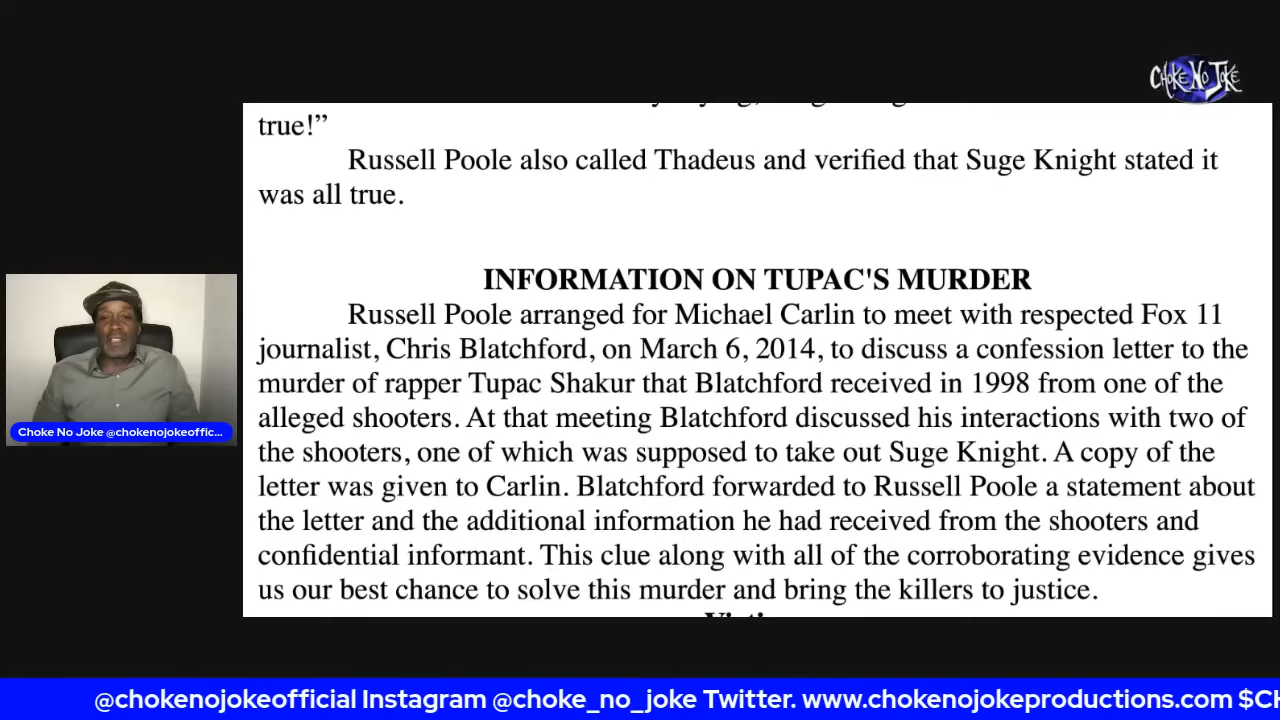 CHOKE NO JOKE
true!”
Russell Poole also called Thadeus and verified that Suge Knight stated it
was all true.
INFORMATION ON TUPAC'S MURDER
Russell Poole arranged for Michael Carlin to meet with respected Fox 11
journalist, Chris Blatchford, on March 6, 2014, to discuss a confession letter to the
murder of rapper Tupac Shakur that Blatchford received in 1998 from one of the
alleged shooters. At that meeting Blatchford discussed his interactions with two of
the shooters, one of which was supposed to take out Suge Knight. A copy of the
letter was given to Carlin. Blatchford forwarded to Russell Poole a statement about
the letter and the additional information he had received from the shooters and
confidential informant. This clue along with all of the corroborating evidence gives
us our best chance to solve this murder and bring the killers to justice.
Choke No Joke @chokenojokeoffic...
@chokenojokeofficial Instagram @choke_no_joke Twitter. www.chokenojokeproductions.com $Ch